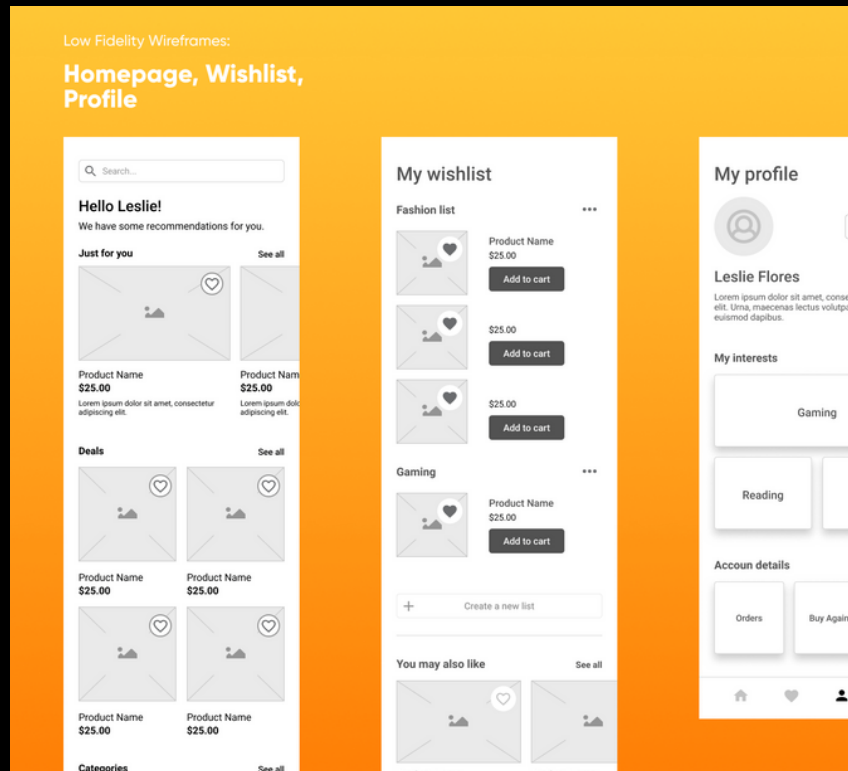 Low Fidelity Wireframes:
Homepage, Wishlist,
Profile
Search...
Hello Leslie!
We have some recommendations for you.
Just for you
See all
Product Name
$25.00
Lorem ipsum dolor sit amet, consectetur
adipiscing elit.
Product Nam
$25.00
Lorem ipsum dolo
adipiscing elit.
Deals
See all
Product Name
$25.00
Product Name
$25.00
Product Name
$25.00
Product Name
$25.00
Categories
See all
My wishlist
Fashion list
Product Name
$25.00
Add to cart
$25.00
Add to cart
$25.00
Add to cart
Gaming
Product Name
$25.00
Add to cart
Create a new list
You may also like
See all
My profile
Leslie Flores
Lorem ipsum dolor sit amet, conse
elit. Urna, maecenas lectus volutpa
euismod dapibus.
My interests
Gaming
Reading
Accoun details
Orders
Buy Again